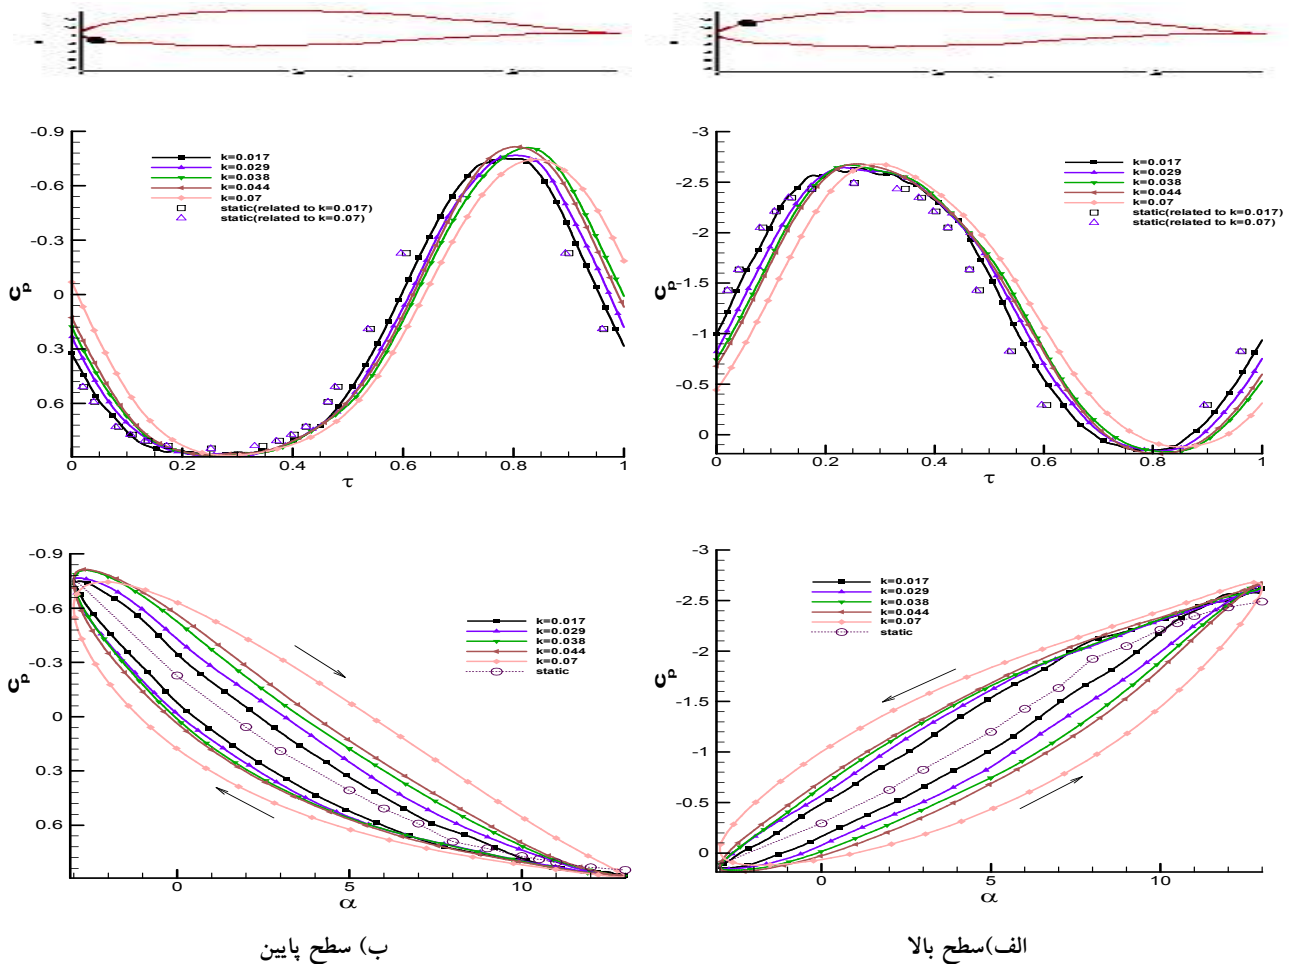 -0.9
-0.6
-0.3
0
0.3
0.6
cp
k=0.017
k=0.029
k=0.038
k=0.044
k=0.07
static(related to k=0.017)
static(related to k=0.07)
0 0.2 0.4 0.6 0.8 1
τ
-3
-2.5
-2
-1.5
-1
-0.5
0
cp
k=0.017
k=0.029
k=0.038
k=0.044
k=0.07
static(related to k=0.017)
static(related to k=0.07)
0 0.2 0.4 0.6 0.8 1
τ
-0.9
-0.6
-0.3
0
0.3
0.6
cp
k=0.017
k=0.029
k=0.038
k=0.044
k=0.07
static
0 5 10
α
-3
-2.5
-2
-1.5
-1
-0.5
0
cp
k=0.017
k=0.029
k=0.038
k=0.044
k=0.07
static
0 5 10
α
الف)سطح بالا
ب) سطح پایین